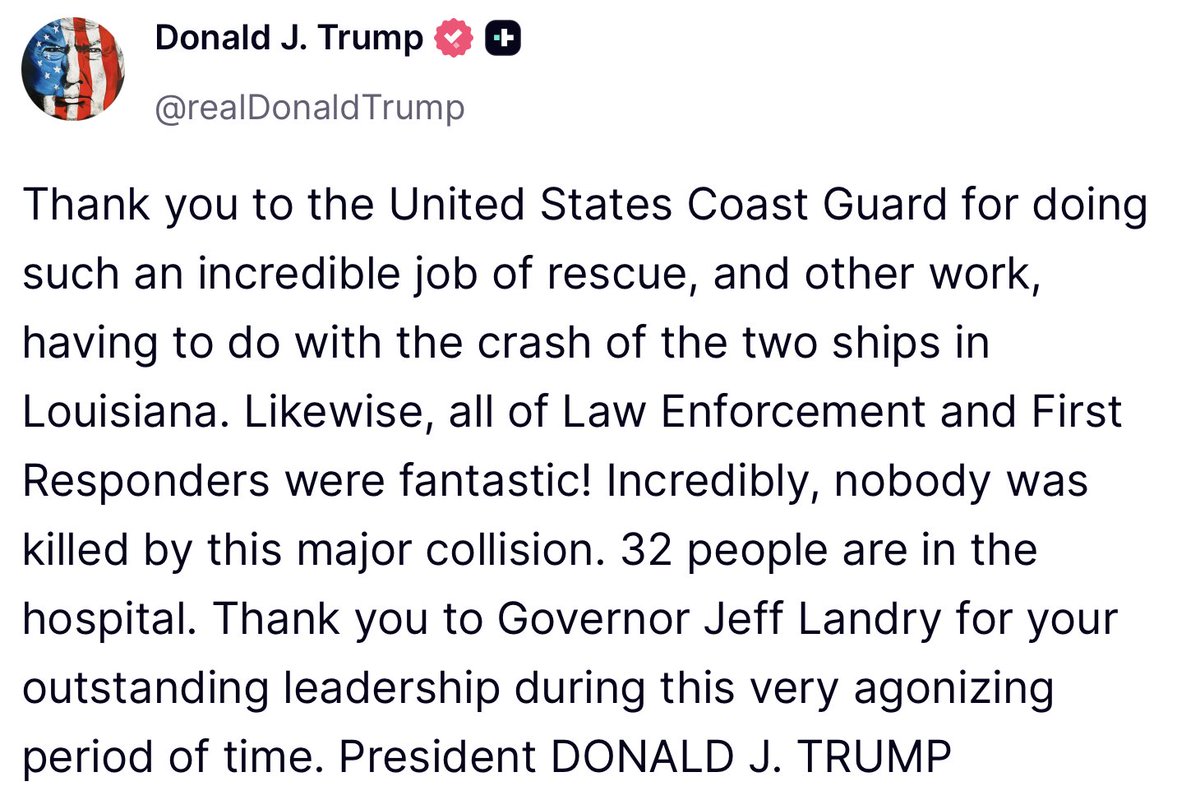 Donald J. Trump
@realDonaldTrump
Thank you to the United States Coast Guard for doing
such an incredible job of rescue, and other work,
having to do with the crash of the two ships in
Louisiana. Likewise, all of Law Enforcement and First
Responders were fantastic! Incredibly, nobody was
killed by this major collision. 32 people are in the
hospital. Thank you to Governor Jeff Landry for your
outstanding leadership during this very agonizing
period of time. President DONALD J. TRUMP